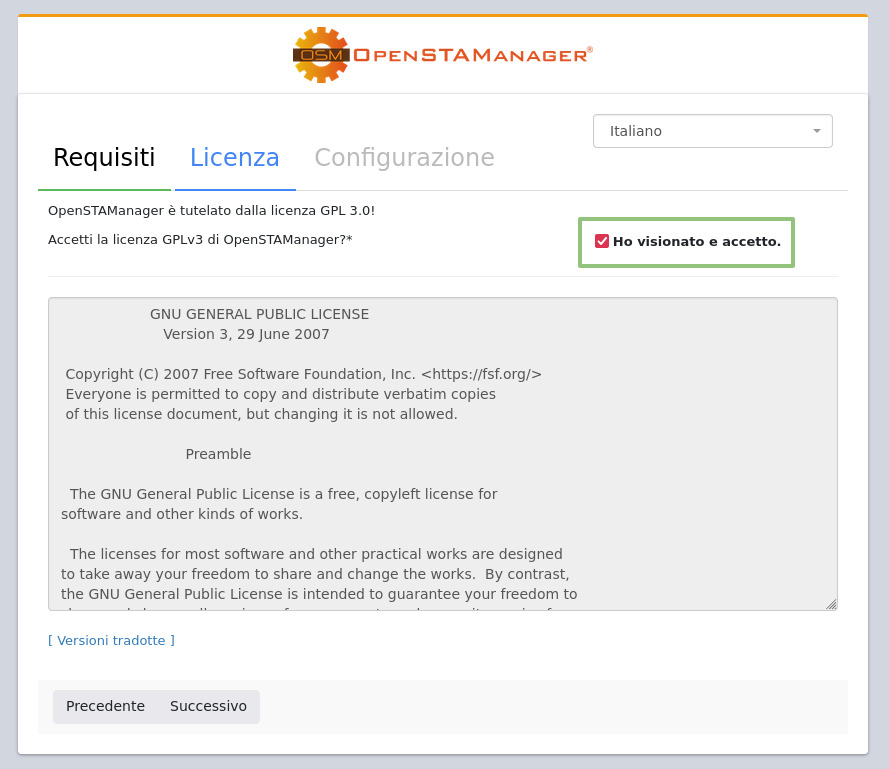 OSM OPENSTAMANAGER®
Italiano
Requisiti Licenza Configurazione
OpenSTAManager è tutelato dalla licenza GPL 3.0!
Accetti la licenza GPLv3 di OpenSTAManager?*
Ho visionato e accetto.
GNU GENERAL PUBLIC LICENSE
Version 3, 29 June 2007
Copyright (C) 2007 Free Software Foundation, Inc. <https://fsf.org/>
Everyone is permitted to copy and distribute verbatim copies
of this license document, but changing it is not allowed.
Preamble
The GNU General Public License is a free, copyleft license for
software and other kinds of works.
The licenses for most software and other practical works are designed
to take away your freedom to share and change the works.  By contrast,
the GNU General Public License is intended to guarantee your freedom to
[ Versioni tradotte ]
Precedente Successivo